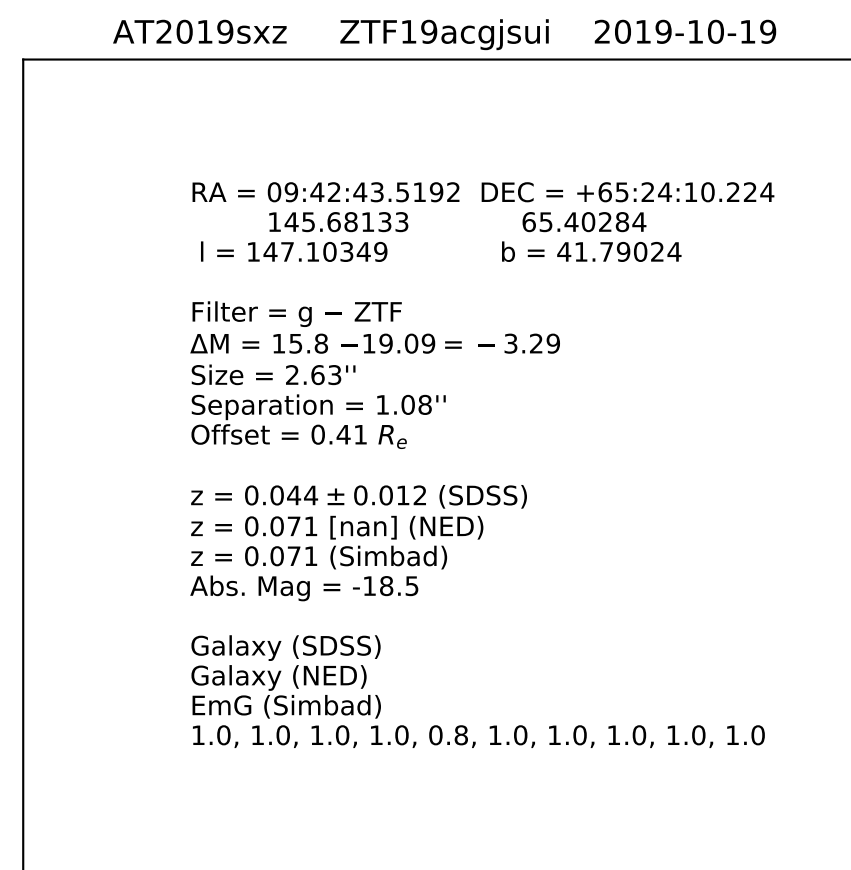 AT2019sxz ZTF19acgjsui 2019-10-19
RA = 09:42:43.5192 DEC = +65:24:10.224
145.68133 65.40284
l = 147.10349 b = 41.79024
Filter = g − ZTF
ΔM = 15.8 −19.09 = − 3.29
Size = 2.63''
Separation = 1.08''
Offset = 0.41 Rₑ
z = 0.044 ± 0.012 (SDSS)
z = 0.071 [nan] (NED)
z = 0.071 (Simbad)
Abs. Mag = -18.5
Galaxy (SDSS)
Galaxy (NED)
EmG (Simbad)
1.0, 1.0, 1.0, 1.0, 0.8, 1.0, 1.0, 1.0, 1.0, 1.0